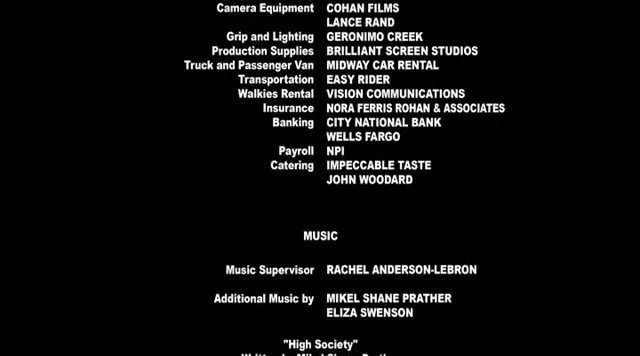 Camera Equipment COHAN FILMS
LANCE RAND
Grip and Lighting GERONIMO CREEK
Production Supplies BRILLIANT SCREEN STUDIOS
Truck and Passenger Van MIDWAY CAR RENTAL
Transportation EASY RIDER
Walkies Rental VISION COMMUNICATIONS
Insurance NORA FERRIS ROHAN & ASSOCIATES
Banking CITY NATIONAL BANK
WELLS FARGO
Payroll NPI
Catering IMPECCABLE TASTE
JOHN WOODARD
MUSIC
Music Supervisor RACHEL ANDERSON-LEBRON
Additional Music by MIKEL SHANE PRATHER
ELIZA SWENSON
"High Society"